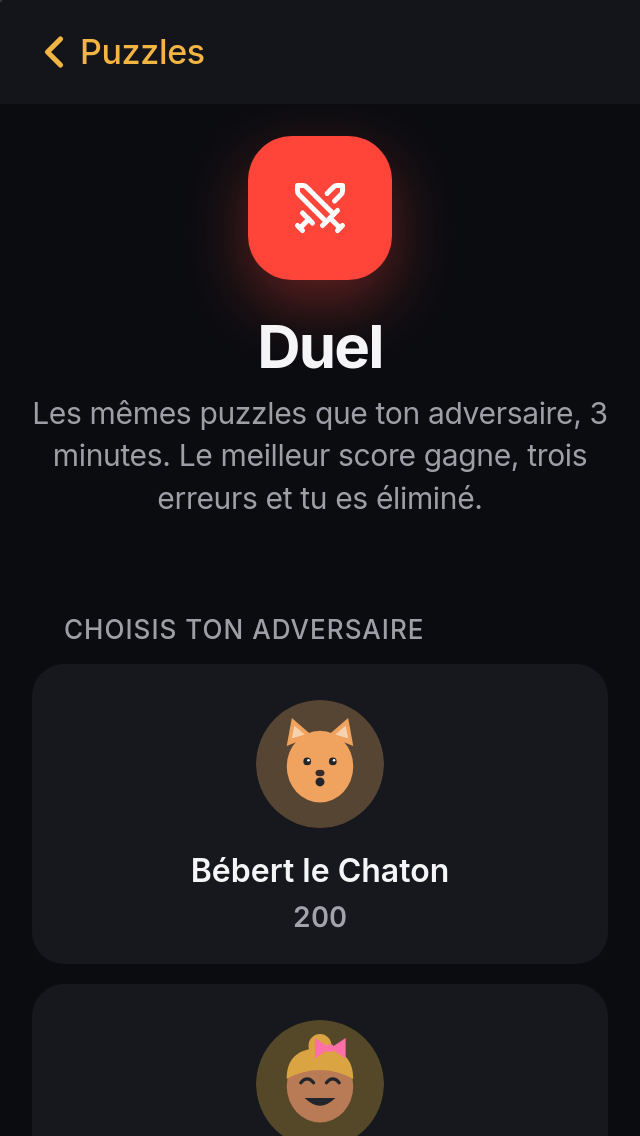 Puzzles
Duel
Les mêmes puzzles que ton adversaire, 3
minutes. Le meilleur score gagne, trois
erreurs et tu es éliminé.
CHOISIS TON ADVERSAIRE
Bébert le Chaton
200